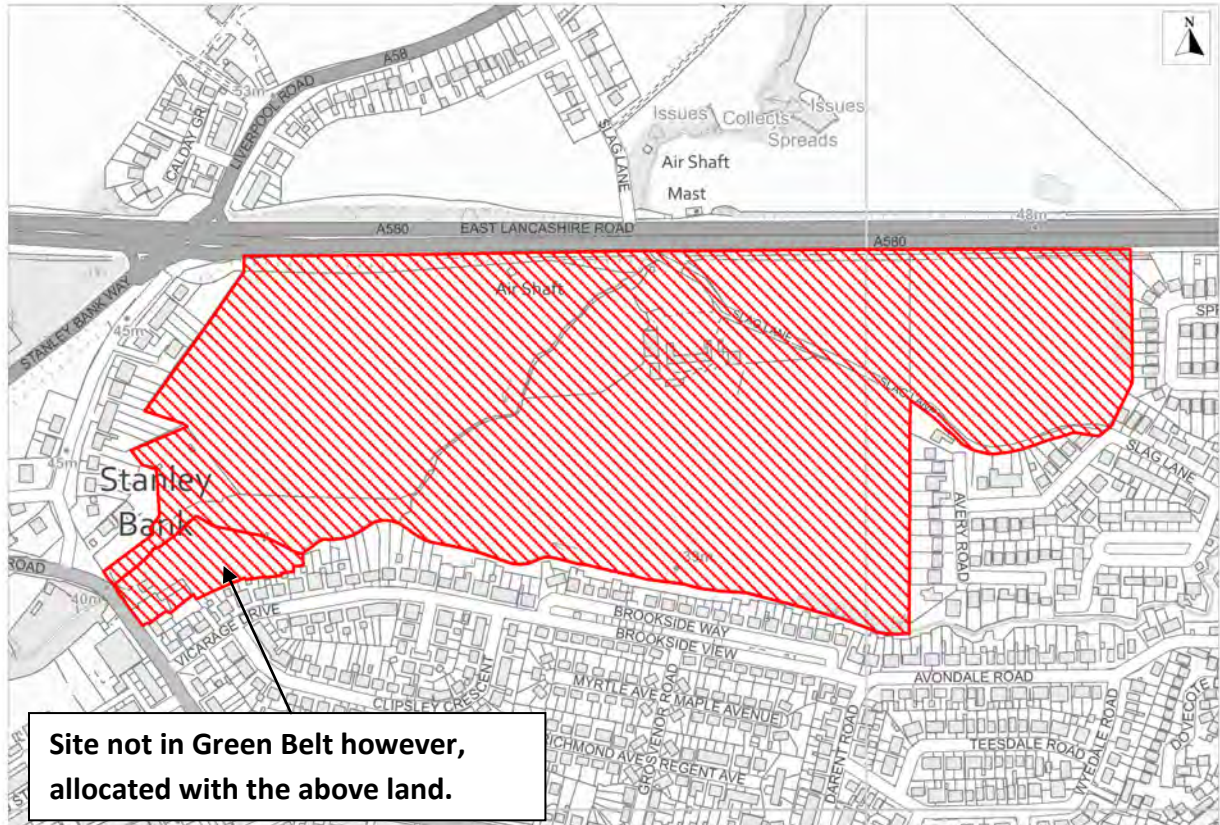 N
A58
53m
LIVERPOOL ROAD
CALDAY GR
SLAG LANE
Issues
Issues
Collects
Spreads
Air Shaft
Mast
48m
A580
EAST LANCASHIRE ROAD
A580
STANLEY BANK WAY
45m
Air Shaft
SLAG LANE
SLAG LANE
SLAG LANE
45m
Stanley
Bank
AVERY ROAD
ROAD
40m
39m
VICARAGE DRIVE
BROOKSIDE WAY
BROOKSIDE VIEW
AVONDALE ROAD
MYRTLE AVE
MAPLE AVENUE
CLIPSLEY CRESCENT
GROSVENOR ROAD
RICHMOND AVE
REGENT AVE
DARENT ROAD
TEESDALE ROAD
Site not in Green Belt however,
allocated with the above land.